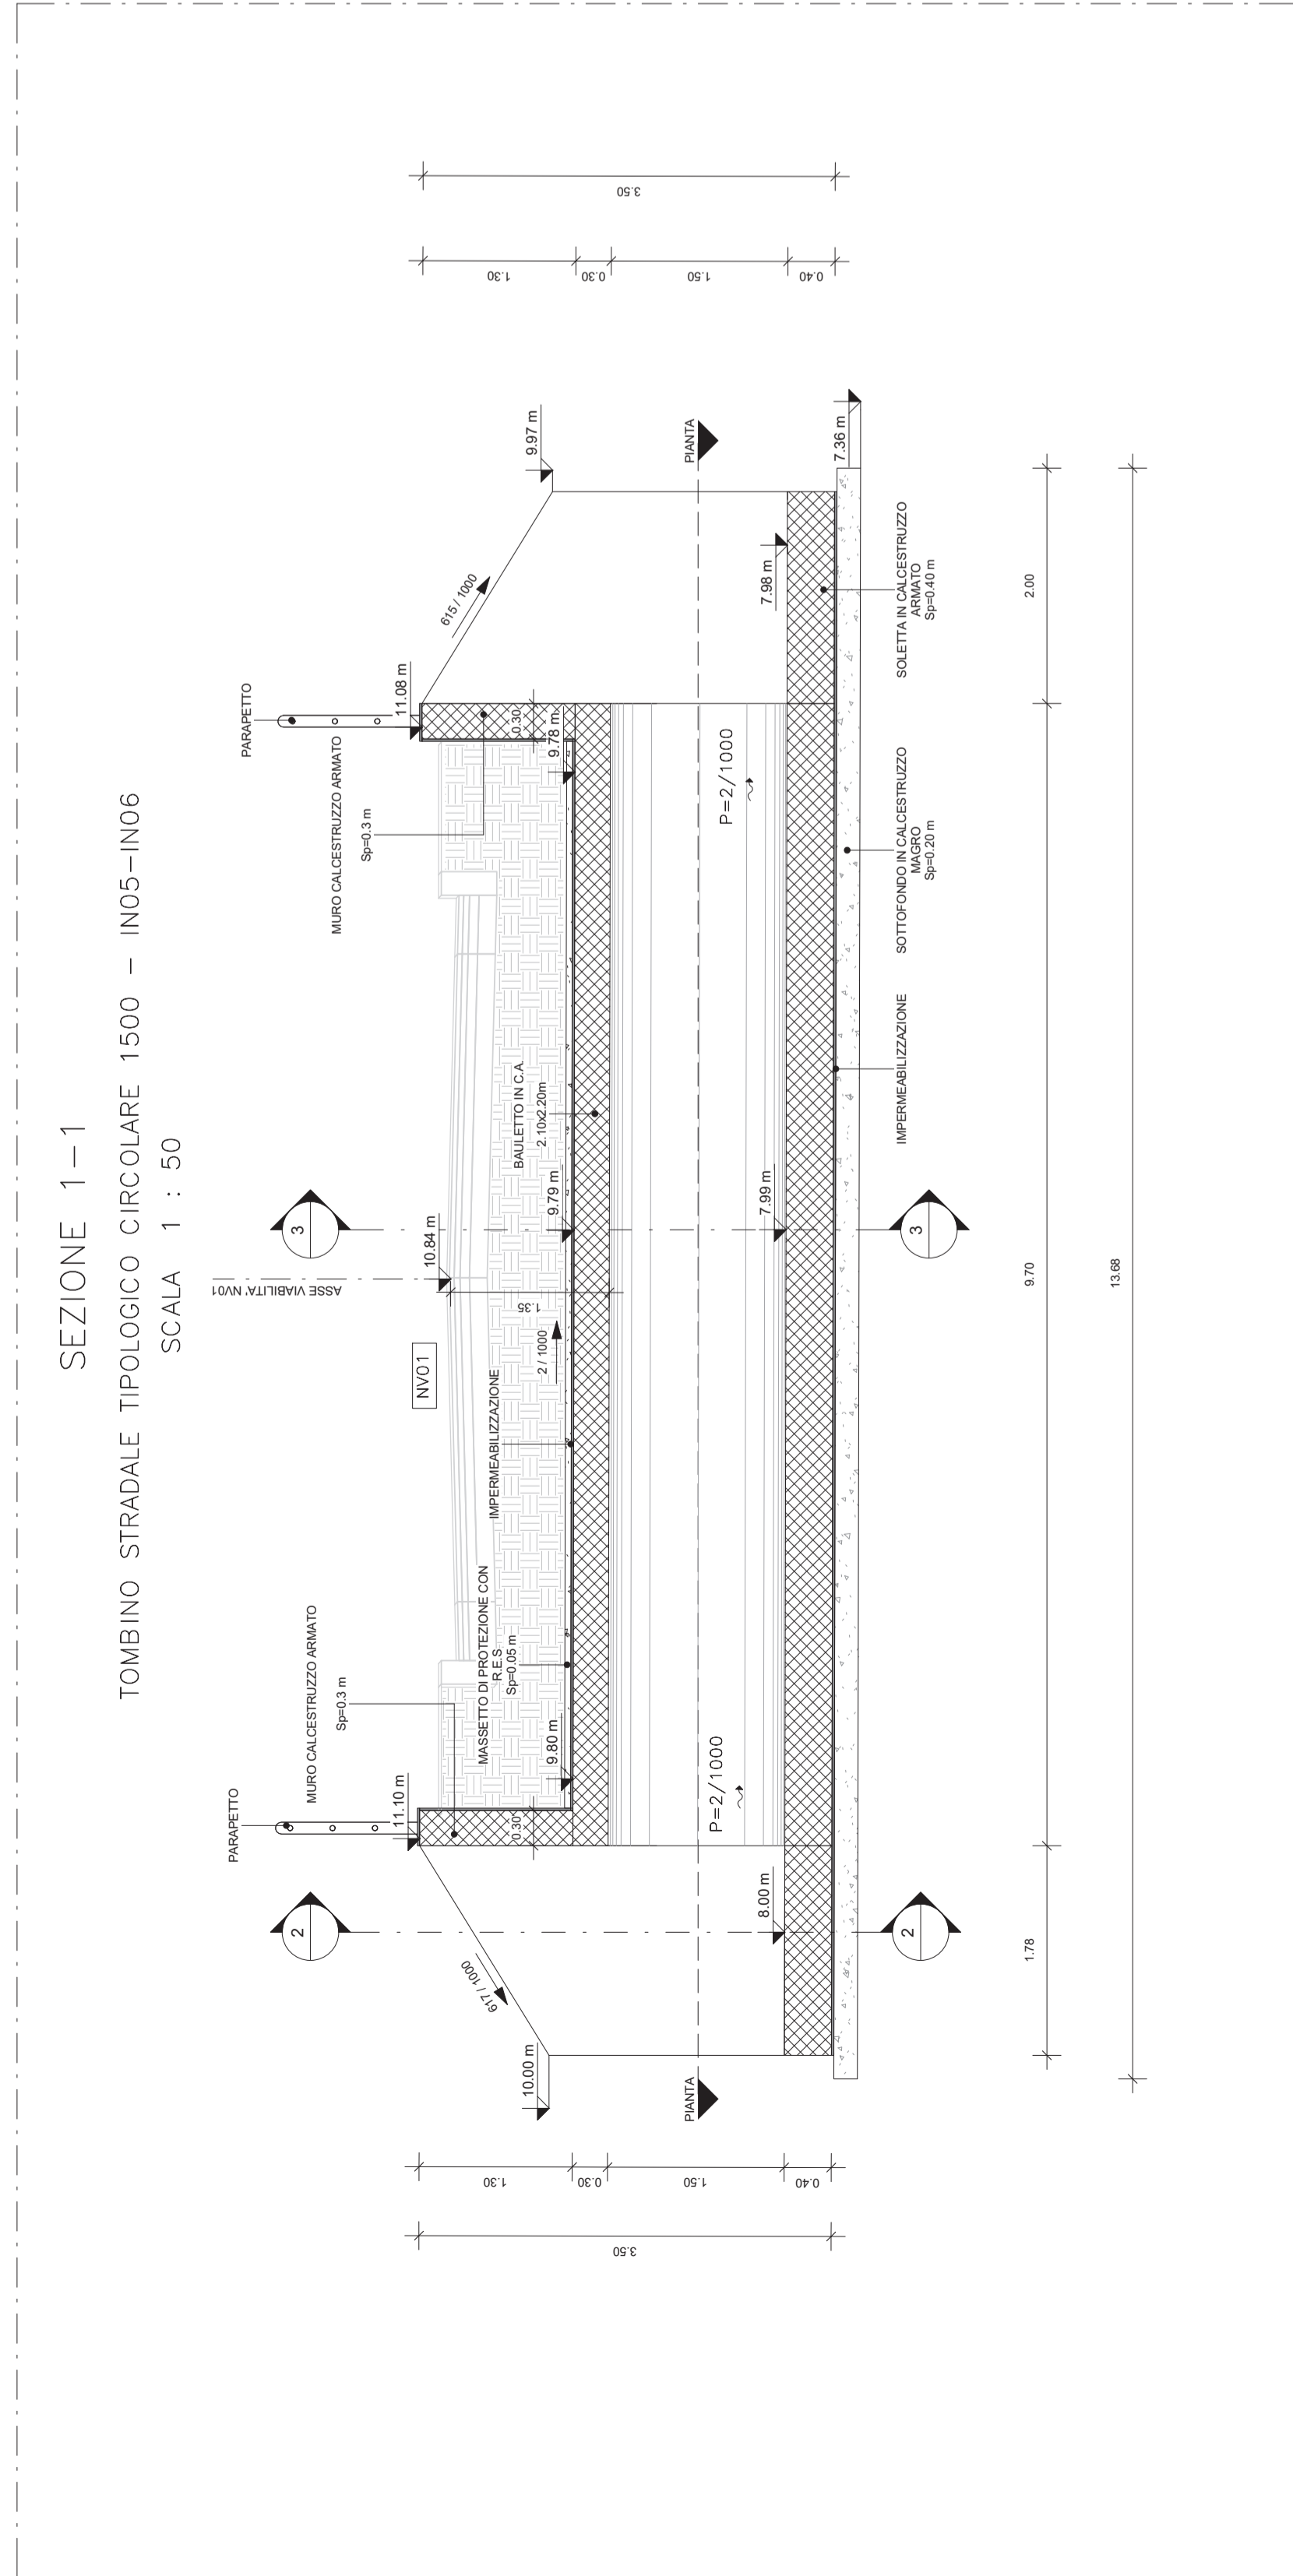 SEZIONE 1-1
TOMBINO STRADALE TIPOLOGICO CIRCOLARE 1500 - IN05-IN06
SCALA 1 : 50
PARAPETTO
MURO CALCESTRUZZO ARMATO
Sp=0.3 m
11.10 m
2
617 / 1000
10.00 m
0.30
9.80 m
MASSETTO DI PROTEZIONE CON
R.E.S
Sp=0.05 m
IMPERMEABILIZZAZIONE
NV01
ASSE VIABILITA' NV01
10.84 m
1.35
2 / 1000
3
9.79 m
BAULETTO IN C.A.
2.10x2.20m
PARAPETTO
MURO CALCESTRUZZO ARMATO
Sp=0.3 m
11.08 m
0.30
9.78 m
615 / 1000
9.97 m
PIANTA
P=2/1000
8.00 m
7.99 m
P=2/1000
7.98 m
PIANTA
7.36 m
2
3
IMPERMEABILIZZAZIONE
SOTTOFONDO IN CALCESTRUZZO
MAGRO
Sp=0.20 m
SOLETTA IN CALCESTRUZZO
ARMATO
Sp=0.40 m
1.30
0.30
1.50
0.40
3.50
1.30
0.30
1.50
0.40
3.50
1.78
9.70
2.00
13.68